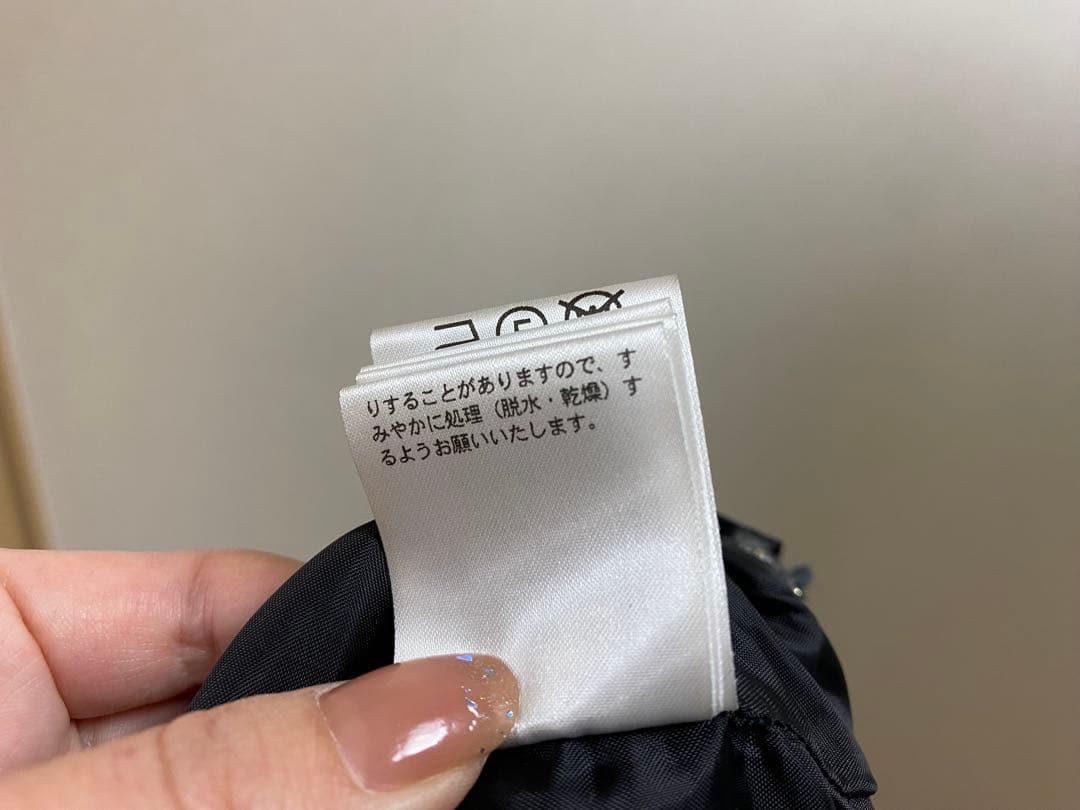 りすることがありますので、す
みやかに処理（脱水・乾燥）す
るようお願いいたします。